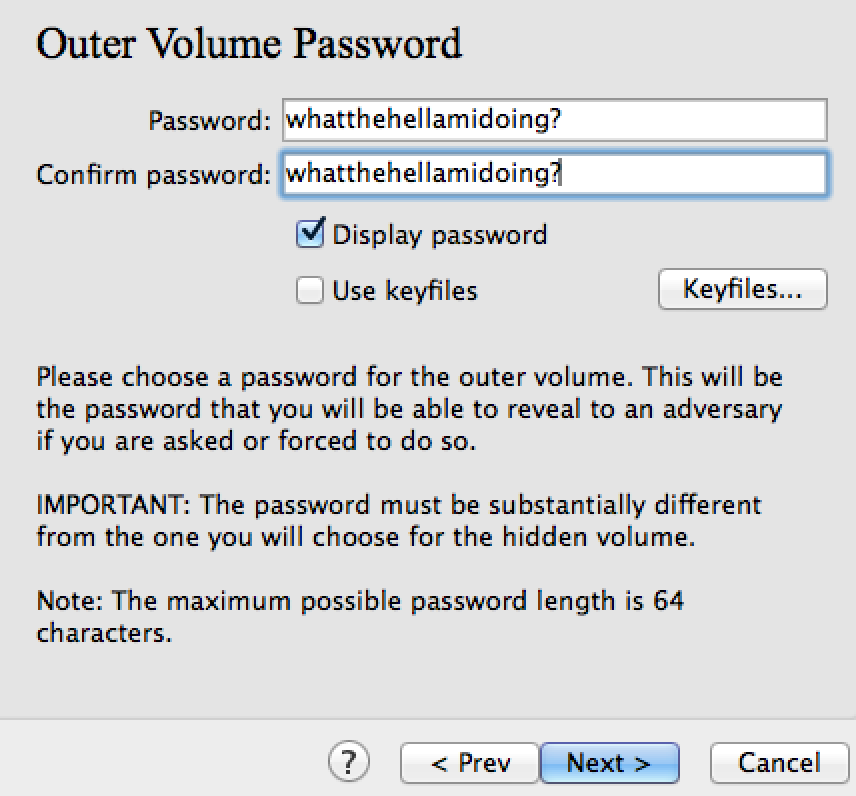 Outer Volume Password
Password: whatthehellamidoing?
Confirm password: whatthehellamidoing?
Display password
Use keyfiles Keyfiles...
Please choose a password for the outer volume. This will be
the password that you will be able to reveal to an adversary
if you are asked or forced to do so.
IMPORTANT: The password must be substantially different
from the one you will choose for the hidden volume.
Note: The maximum possible password length is 64
characters.
? < Prev Next > Cancel